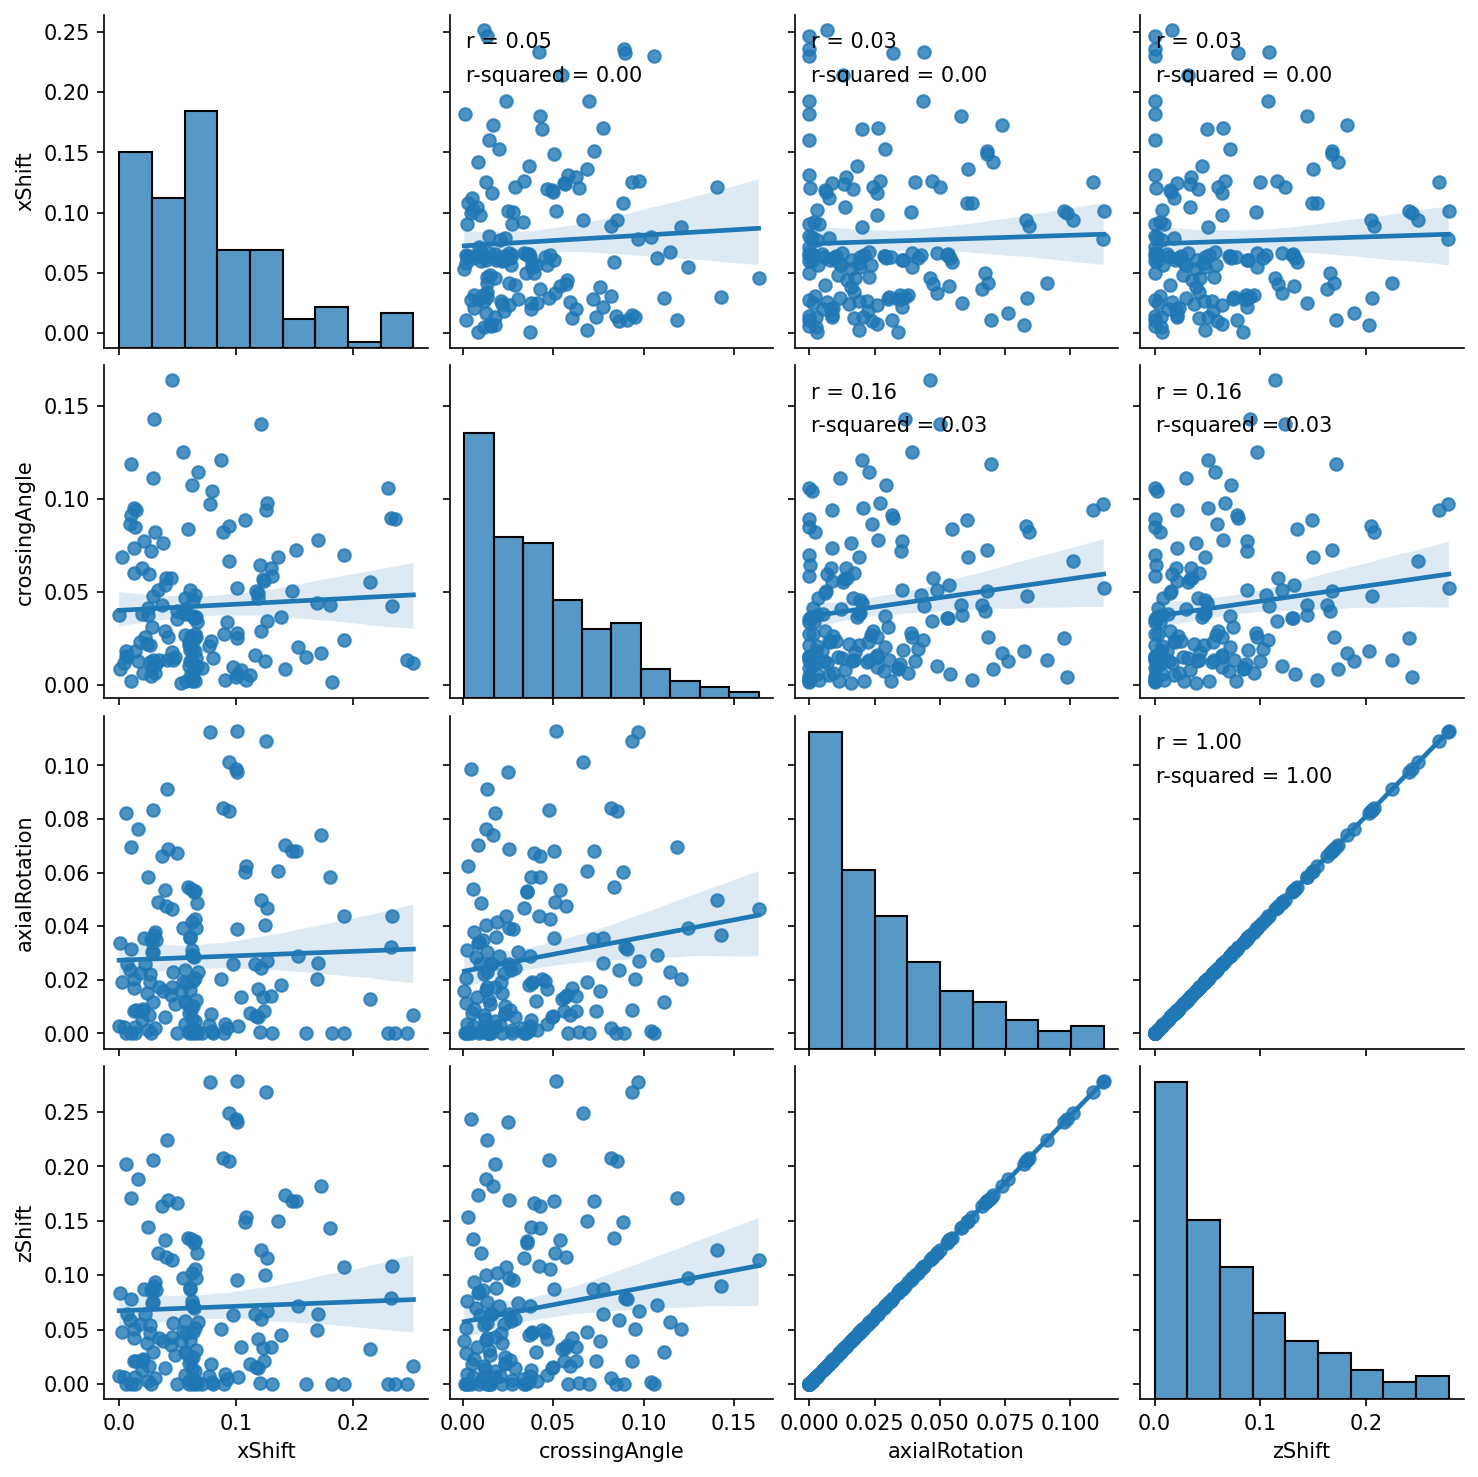 0.25
0.20
0.15
0.10
0.05
0.00
xShift
r = 0.05
r-squared = 0.00
r = 0.03
r-squared = 0.00
r = 0.03
r-squared = 0.00
0.15
0.10
0.05
0.00
crossingAngle
r = 0.16
r-squared = 0.03
r = 0.16
r-squared = 0.03
0.10
0.08
0.06
0.04
0.02
0.00
axialRotation
r = 1.00
r-squared = 1.00
0.25
0.20
0.15
0.10
0.05
0.00
zShift
0.0 0.1 0.2
0.00 0.05 0.10 0.15
0.000 0.025 0.050 0.075 0.100
0.0 0.1 0.2
xShift
crossingAngle
axialRotation
zShift